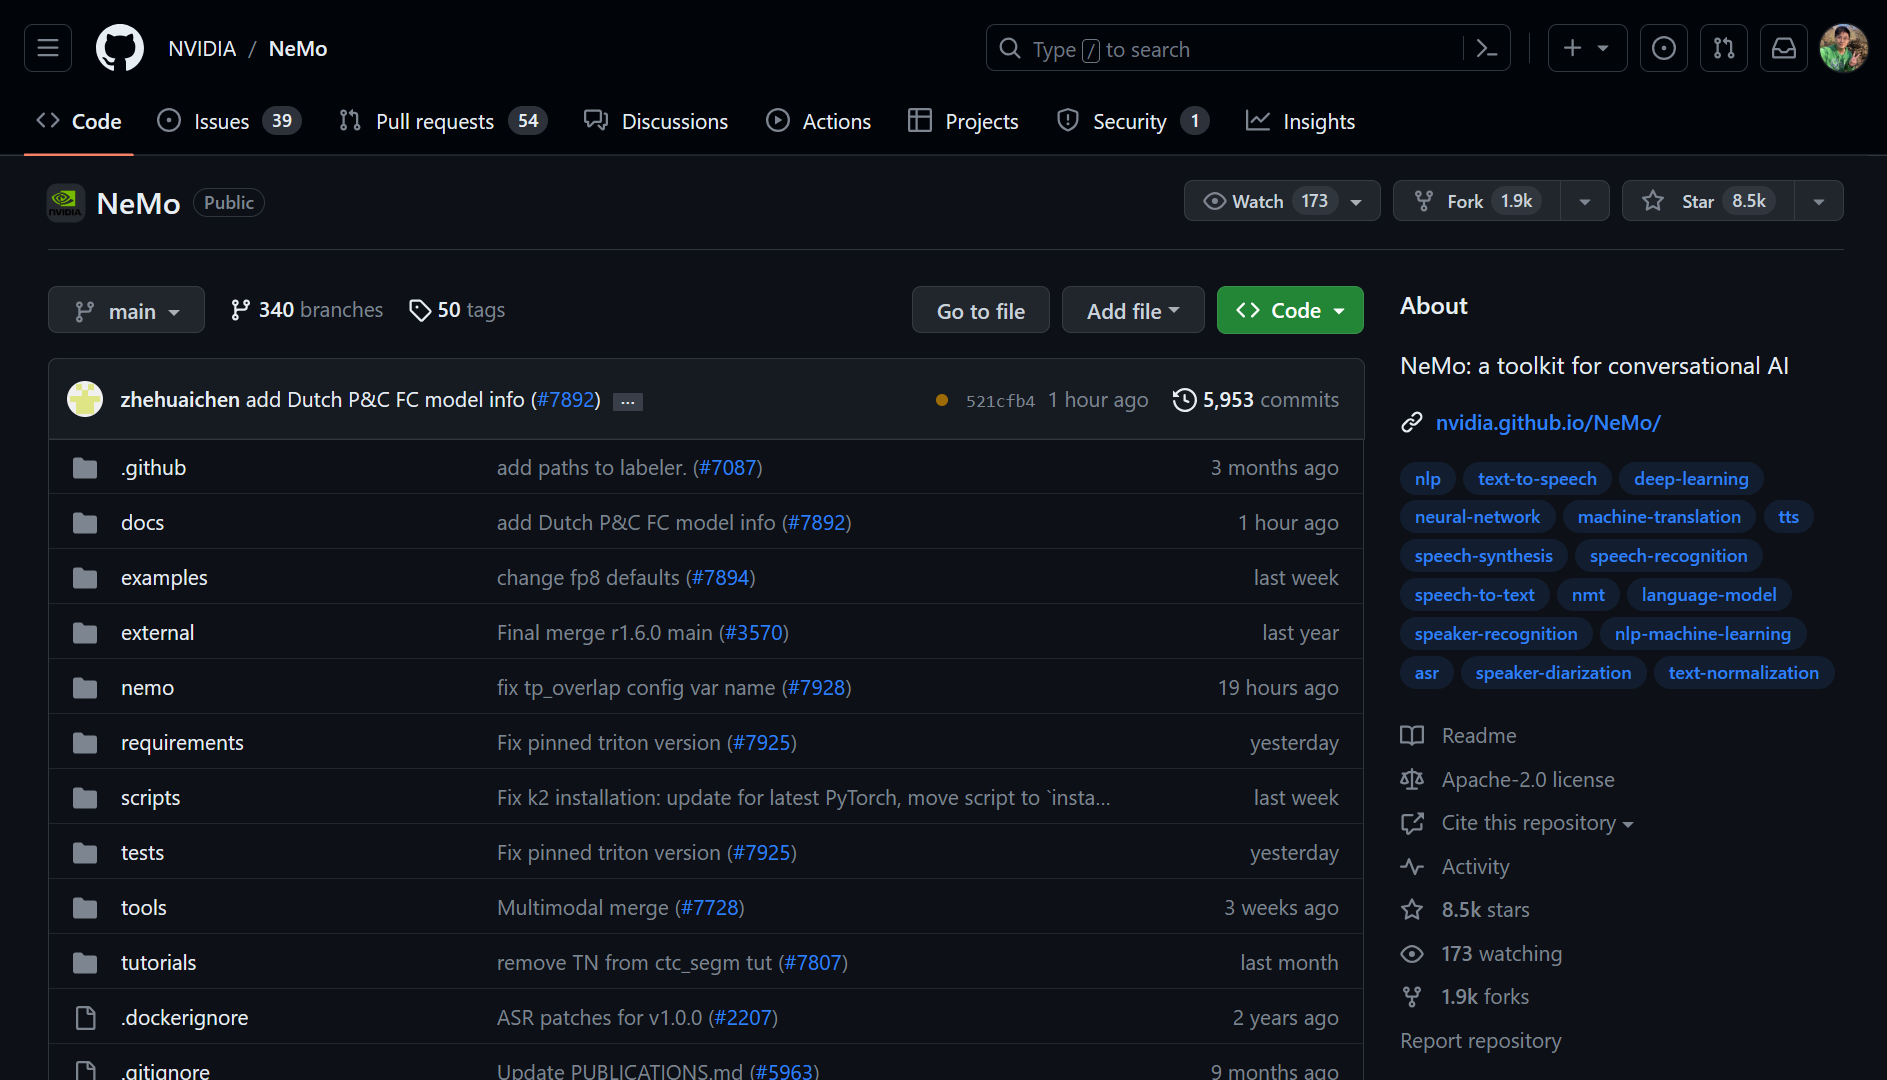 NVIDIA / NeMo
Type / to search
Code
Issues 39
Pull requests 54
Discussions
Actions
Projects
Security 1
Insights
NVIDIA
NeMo Public
Watch 173
Fork 1.9k
Star 8.5k
main
340 branches
50 tags
Go to file
Add file
Code
zhehuaichen add Dutch P&C FC model info (#7892) ...
521cfb4 1 hour ago
5,953 commits
.github add paths to labeler. (#7087) 3 months ago
docs add Dutch P&C FC model info (#7892) 1 hour ago
examples change fp8 defaults (#7894) last week
external Final merge r1.6.0 main (#3570) last year
nemo fix tp_overlap config var name (#7928) 19 hours ago
requirements Fix pinned triton version (#7925) yesterday
scripts Fix k2 installation: update for latest PyTorch, move script to `insta... last week
tests Fix pinned triton version (#7925) yesterday
tools Multimodal merge (#7728) 3 weeks ago
tutorials remove TN from ctc_segm tut (#7807) last month
.dockerignore ASR patches for v1.0.0 (#2207) 2 years ago
.gitignore Update PUBLICATIONS.md (#5963) 9 months ago
About
NeMo: a toolkit for conversational AI
nvidia.github.io/NeMo/
nlp text-to-speech deep-learning
neural-network machine-translation tts
speech-synthesis speech-recognition
speech-to-text nmt language-model
speaker-recognition nlp-machine-learning
asr speaker-diarization text-normalization
Readme
Apache-2.0 license
Cite this repository
Activity
8.5k stars
173 watching
1.9k forks
Report repository